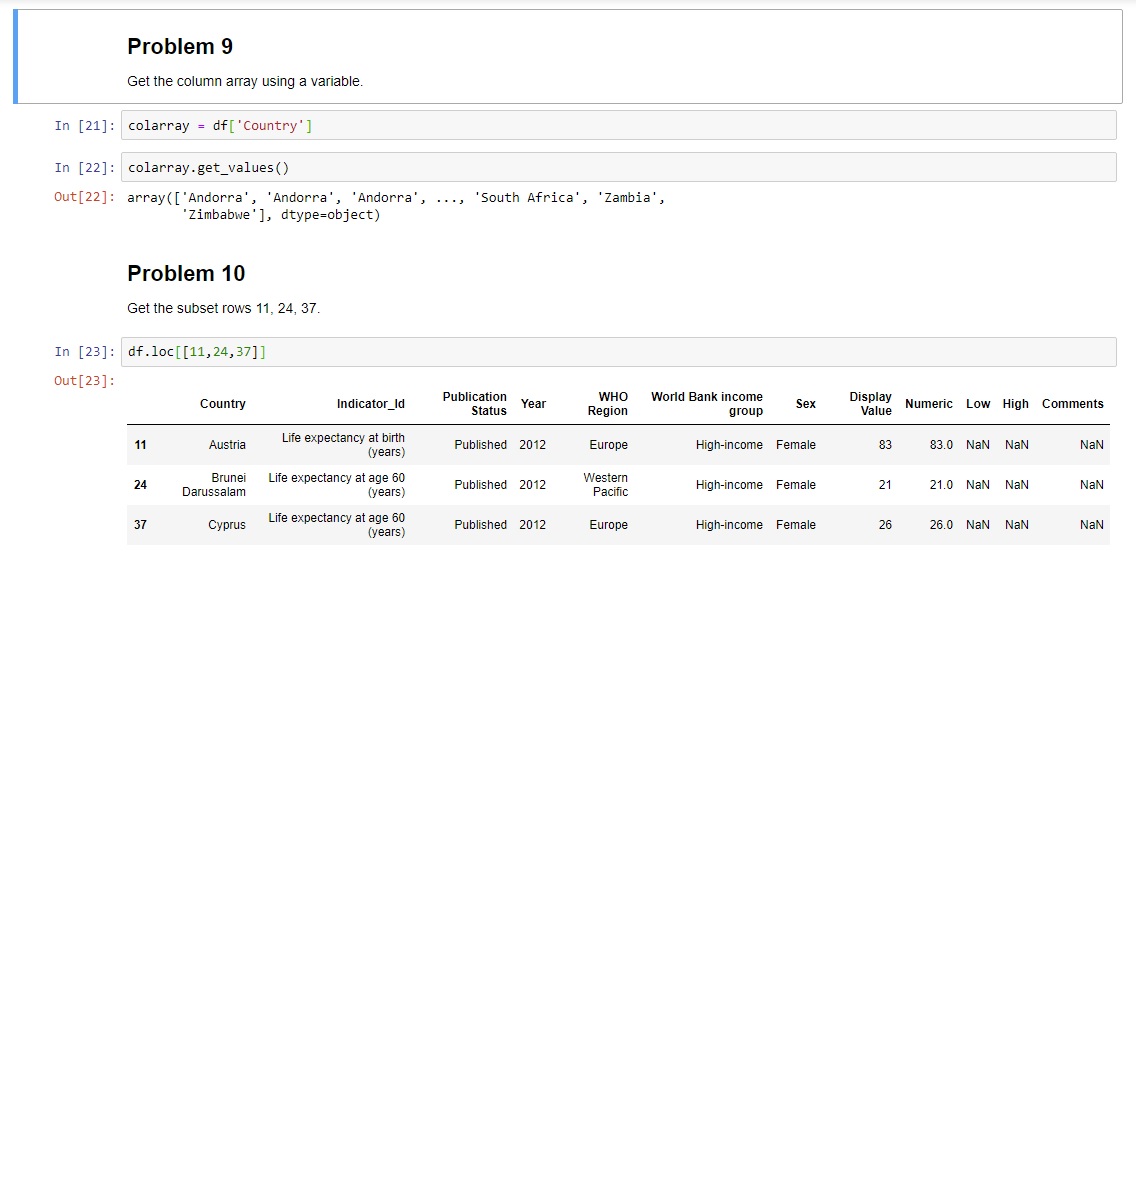 Problem 9
Get the column array using a variable.
In [21]: colarray = df['Country']
In [22]: colarray.get_values()
Out[22]: array(['Andorra', 'Andorra', 'Andorra', ..., 'South Africa', 'Zambia',
'Zimbabwe'], dtype=object)
Problem 10
Get the subset rows 11, 24, 37.
In [23]: df.loc[[11,24,37]]
Out[23]:
Country Indicator_Id Publication Status Year WHO Region World Bank income group Sex Display Value Numeric Low High Comments
11 Austria Life expectancy at birth (years) Published 2012 Europe High-income Female 83 83.0 NaN NaN NaN
24 Brunei Darussalam Life expectancy at age 60 (years) Published 2012 Western Pacific High-income Female 21 21.0 NaN NaN NaN
37 Cyprus Life expectancy at age 60 (years) Published 2012 Europe High-income Female 26 26.0 NaN NaN NaN